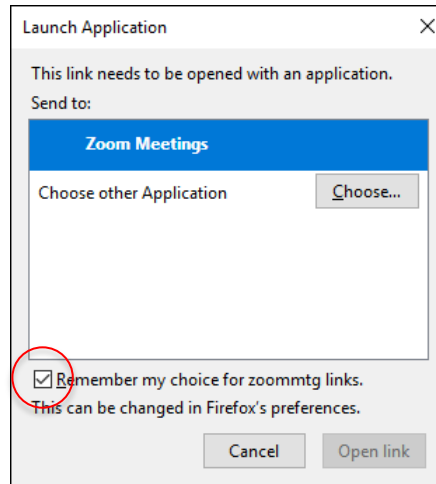 Launch Application
This link needs to be opened with an application.
Send to:
Zoom Meetings
Choose other Application
Choose...
Remember my choice for zoommtg links.
This can be changed in Firefox's preferences.
Cancel
Open link